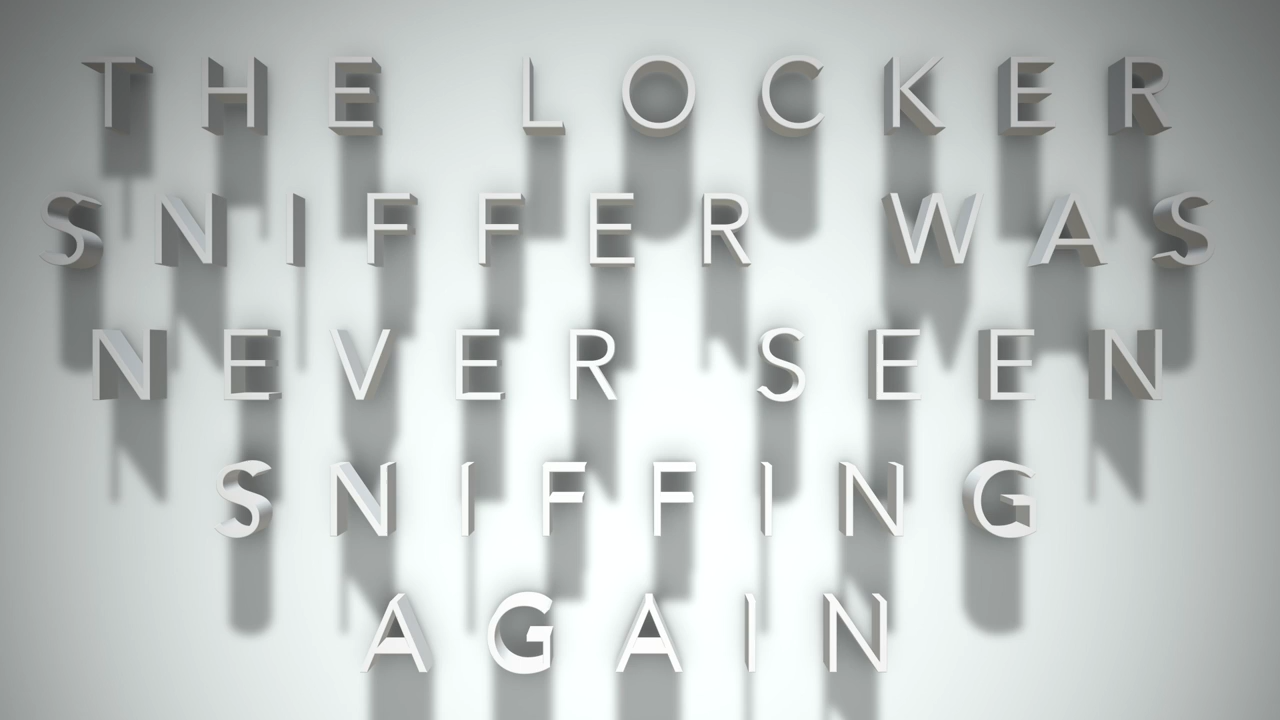 THE LOCKER
SNIFFER WAS
NEVER SEEN
SNIFFING
AGAIN